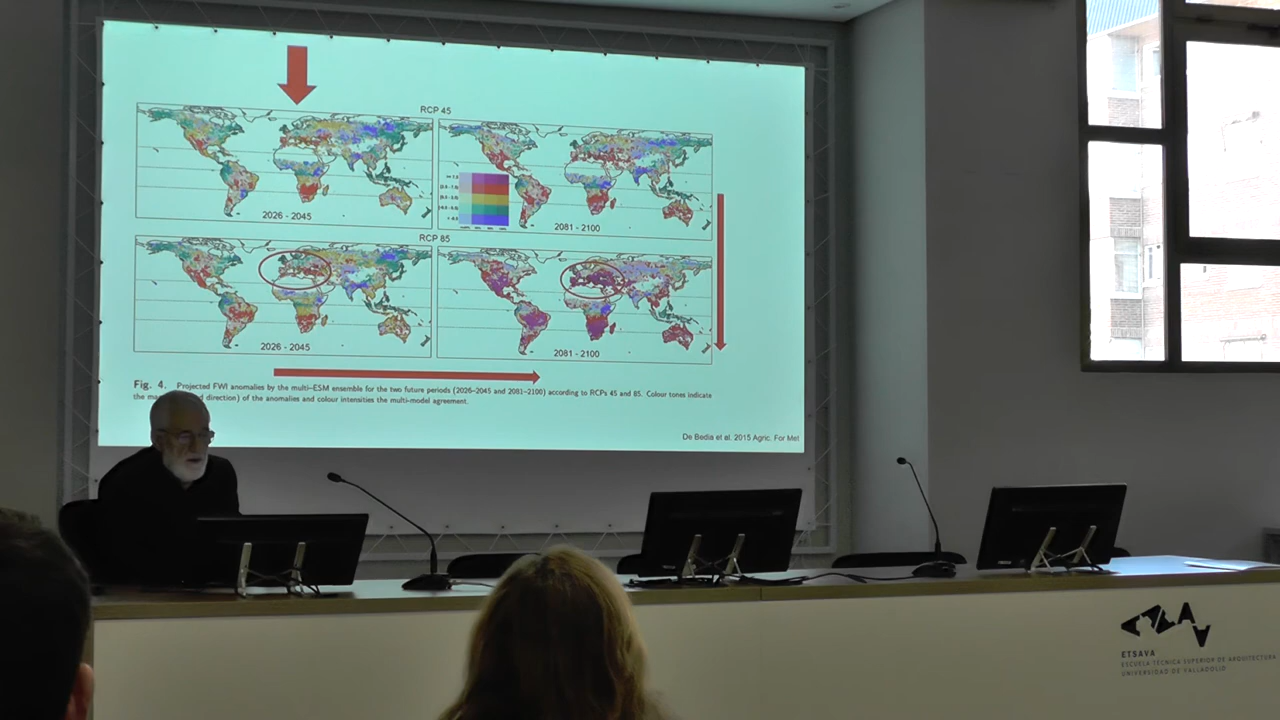 RCP 45
2026 - 2045
2081 - 2100
RCP 85
2026 - 2045
2081 - 2100
Fig. 4. Projected FWI anomalies by the multi-ESM ensemble for the two future periods (2026-2045 and 2081-2100) according to RCPs 45 and 85. Colour tones indicate
the direction) of the anomalies and colour intensities the multi-model agreement.
De Bedia et al. 2015 Agric. For Met
ETSAVA
ESCUELA TÉCNICA SUPERIOR DE ARQUITECTURA
UNIVERSIDAD DE VALLADOLID